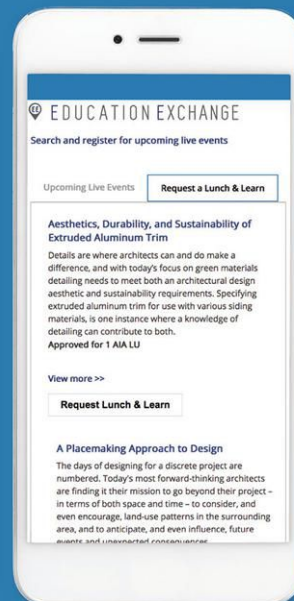 EE EDUCATION EXCHANGE
Search and register for upcoming live events
Upcoming Live Events Request a Lunch & Learn
Aesthetics, Durability, and Sustainability of
Extruded Aluminum Trim
Details are where architects can and do make a
difference, and with today's focus on green materials
detailing needs to meet both an architectural design
aesthetic and sustainability requirements. Specifying
extruded aluminum trim for use with various siding
materials, is one instance where a knowledge of
detailing can contribute to both.
Approved for 1 AIA LU
View more >>
Request Lunch & Learn
A Placemaking Approach to Design
The days of designing for a discrete project are
numbered. Today's most forward-thinking architects
are finding it their mission to go beyond their project –
in terms of both space and time – to consider, and
even encourage, land-use patterns in the surrounding
area, and to anticipate, and even influence, future
events and unexpected consequences.